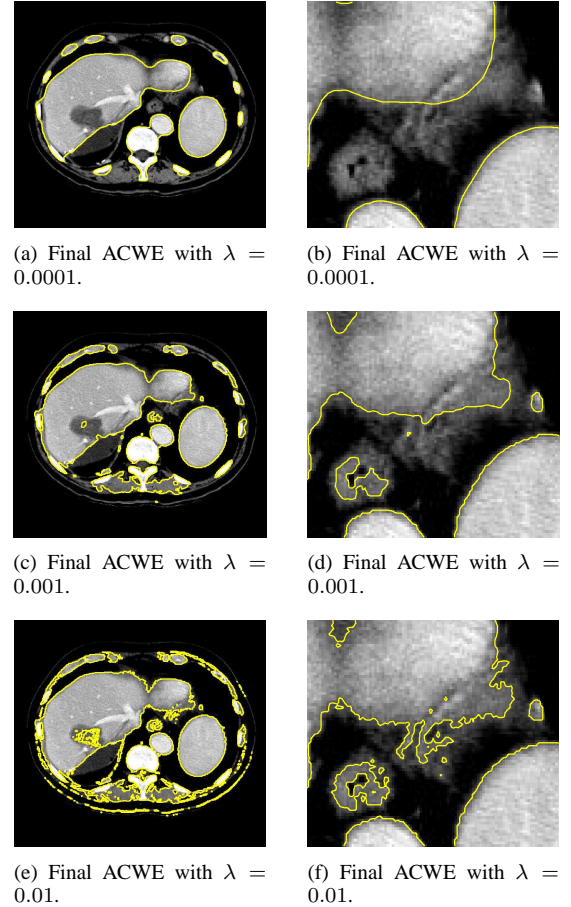 (a) Final ACWE with λ =
0.0001.
(b) Final ACWE with λ =
0.0001.
(c) Final ACWE with λ =
0.001.
(d) Final ACWE with λ =
0.001.
(e) Final ACWE with λ =
0.01.
(f) Final ACWE with λ =
0.01.